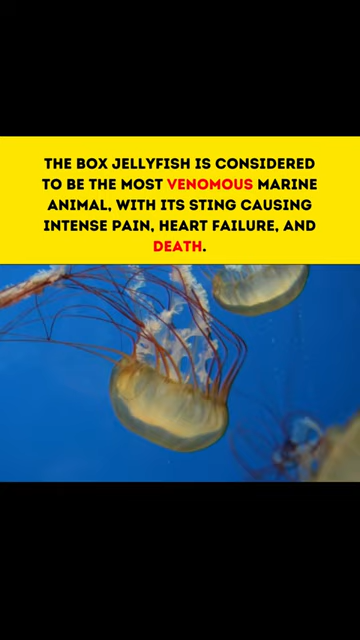 THE BOX JELLYFISH IS CONSIDERED
TO BE THE MOST VENOMOUS MARINE
ANIMAL, WITH ITS STING CAUSING
INTENSE PAIN, HEART FAILURE, AND
DEATH.